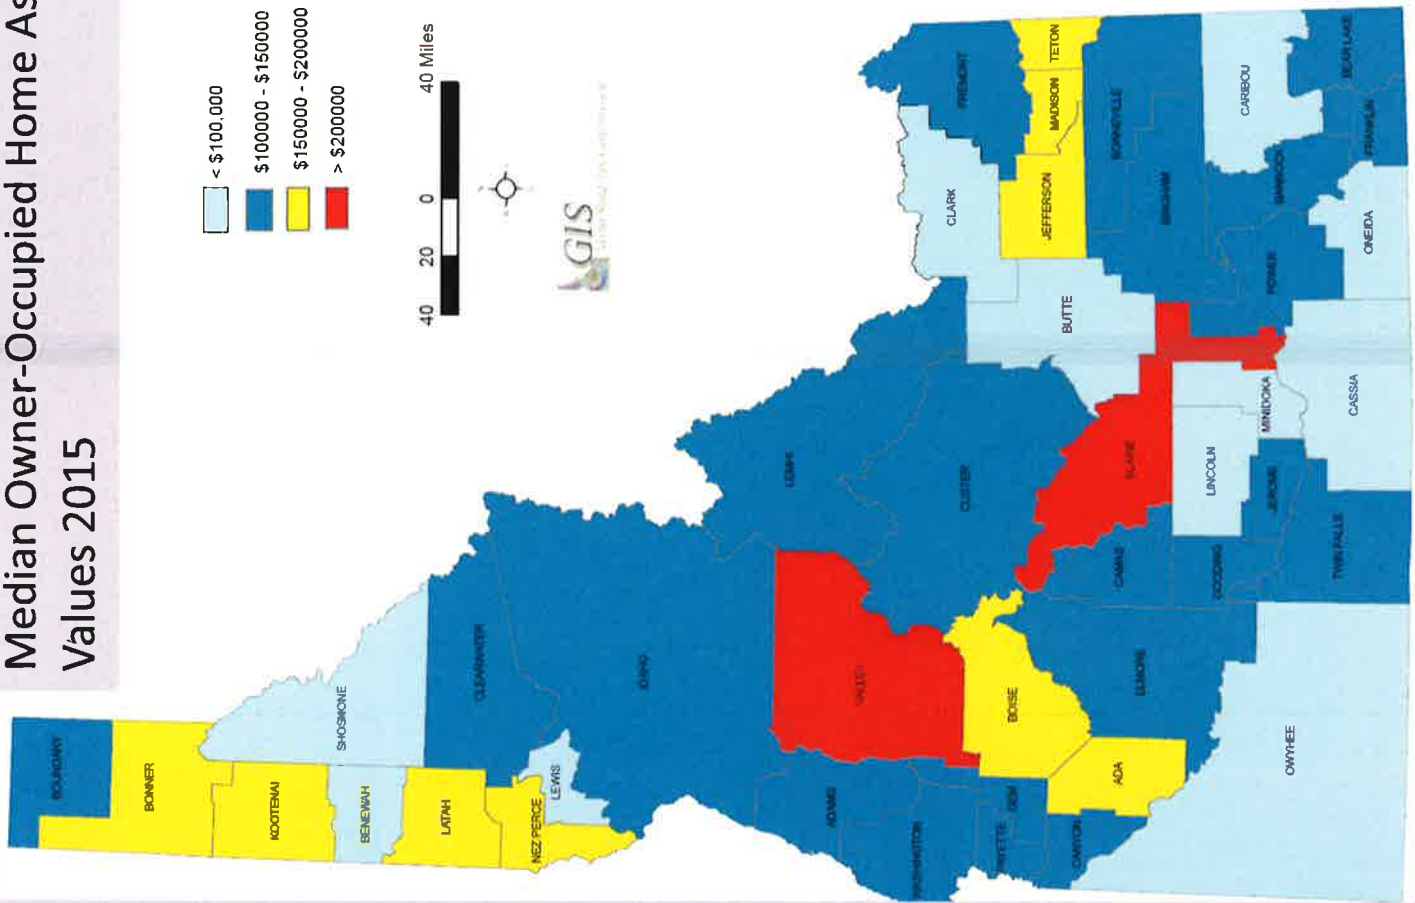 Median Owner-Occupied Home As
Values 2015
< $100,000
$100000 - $150000
$150000 - $200000
> $200000
40 20 0 40 Miles
GIS
BOUNDARY
BONNER
KOOTENAI
SHOSHONE
BENEWAH
LATAH
CLEARWATER
NEZ PERCE
LEWIS
IDAHO
ADAMS
VALLEY
LEMHI
WASHINGTON
CUSTER
PAYETTE
GEM
BOISE
CANYON
ADA
ELMORE
CAMAS
BLAINE
BUTTE
CLARK
FREMONT
JEFFERSON
MADISON
TETON
BONNEVILLE
BINGHAM
OWYHEE
GOODING
LINCOLN
JEROME
MINIDOKA
TWIN FALLS
CASSIA
POWER
BANNOCK
CARIBOU
ONEIDA
FRANKLIN
BEAR LAKE